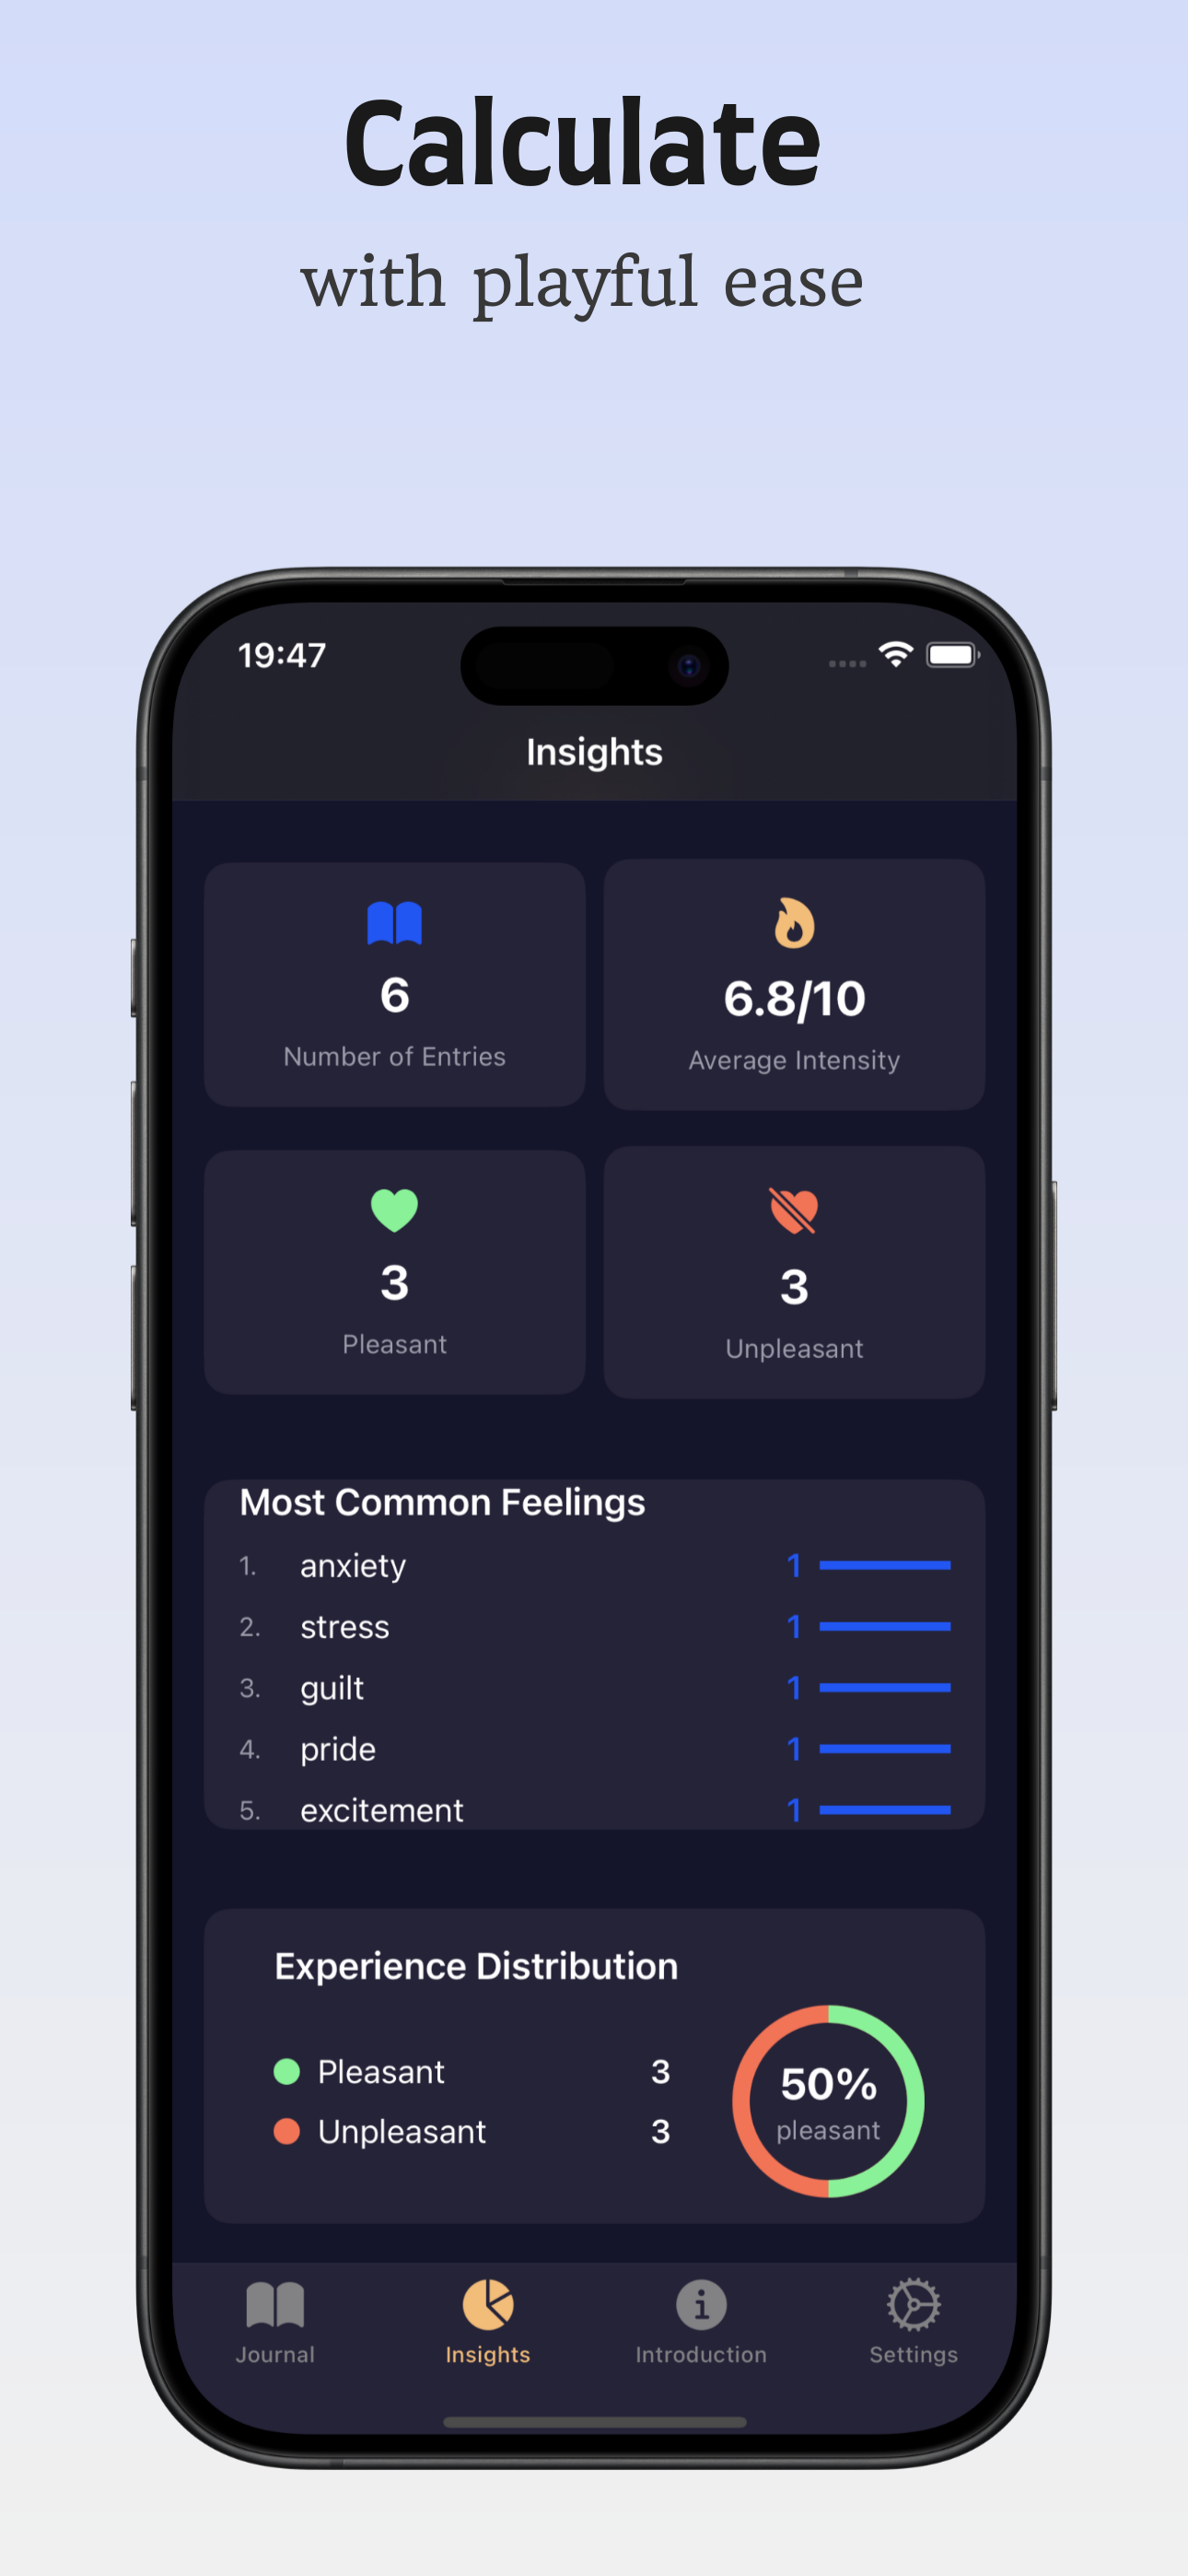 Calculate
with playful ease
19:47
Insights
6
Number of Entries
6.8/10
Average Intensity
3
Pleasant
3
Unpleasant
Most Common Feelings
1. anxiety 1
2. stress 1
3. guilt 1
4. pride 1
5. excitement 1
Experience Distribution
Pleasant 3
Unpleasant 3
50%
pleasant
Journal Insights Introduction Settings